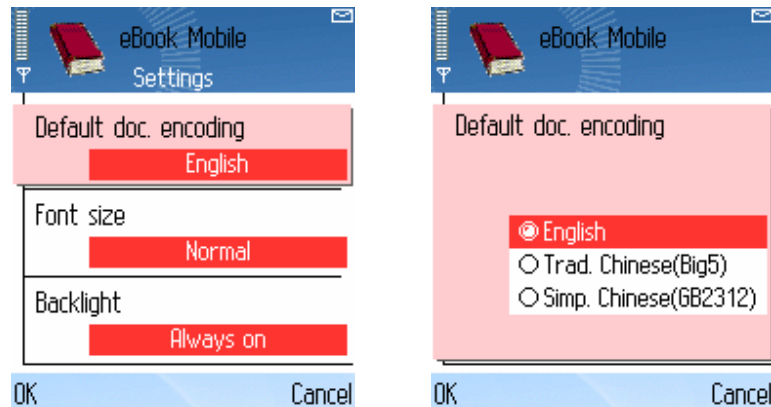 eBook Mobile
Settings
Default doc. encoding
English
Font size
Normal
Backlight
Always on
OK Cancel
eBook Mobile
Default doc. encoding
English
Trad. Chinese(Big5)
Simp. Chinese(GB2312)
OK Cancel